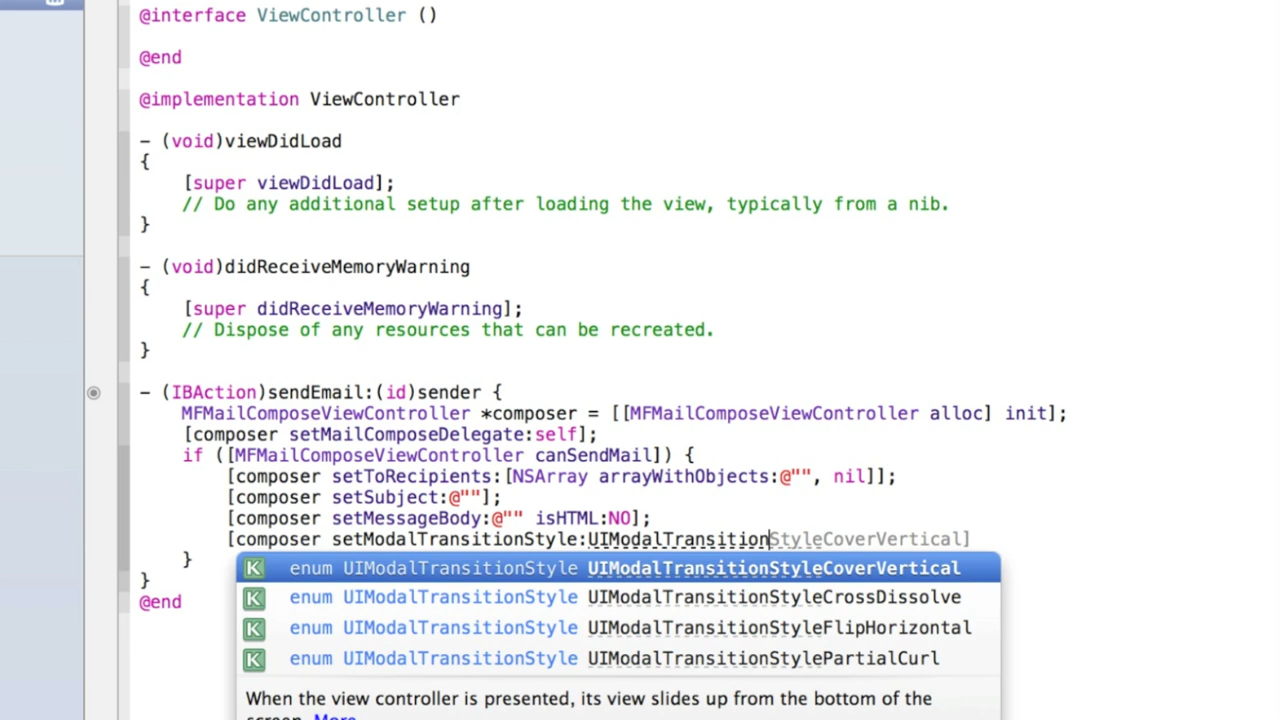 @interface ViewController ()
@end
@implementation ViewController
- (void)viewDidLoad
{
[super viewDidLoad];
// Do any additional setup after loading the view, typically from a nib.
}
- (void)didReceiveMemoryWarning
{
[super didReceiveMemoryWarning];
// Dispose of any resources that can be recreated.
}
- (IBAction)sendEmail:(id)sender {
MFMailComposeViewController *composer = [[MFMailComposeViewController alloc] init];
[composer setMailComposeDelegate:self];
if ([MFMailComposeViewController canSendMail]) {
[composer setToRecipients:[NSArray arrayWithObjects:@"", nil]];
[composer setSubject:@""];
[composer setMessageBody:@"" isHTML:NO];
[composer setModalTransitionStyle:UIModalTransitionStyleCoverVertical]
}
K enum UIModalTransitionStyle UIModalTransitionStyleCoverVertical
}
K enum UIModalTransitionStyle UIModalTransitionStyleCrossDissolve
@end
K enum UIModalTransitionStyle UIModalTransitionStyleFlipHorizontal
K enum UIModalTransitionStyle UIModalTransitionStylePartialCurl
When the view controller is presented, its view slides up from the bottom of the
screen. More